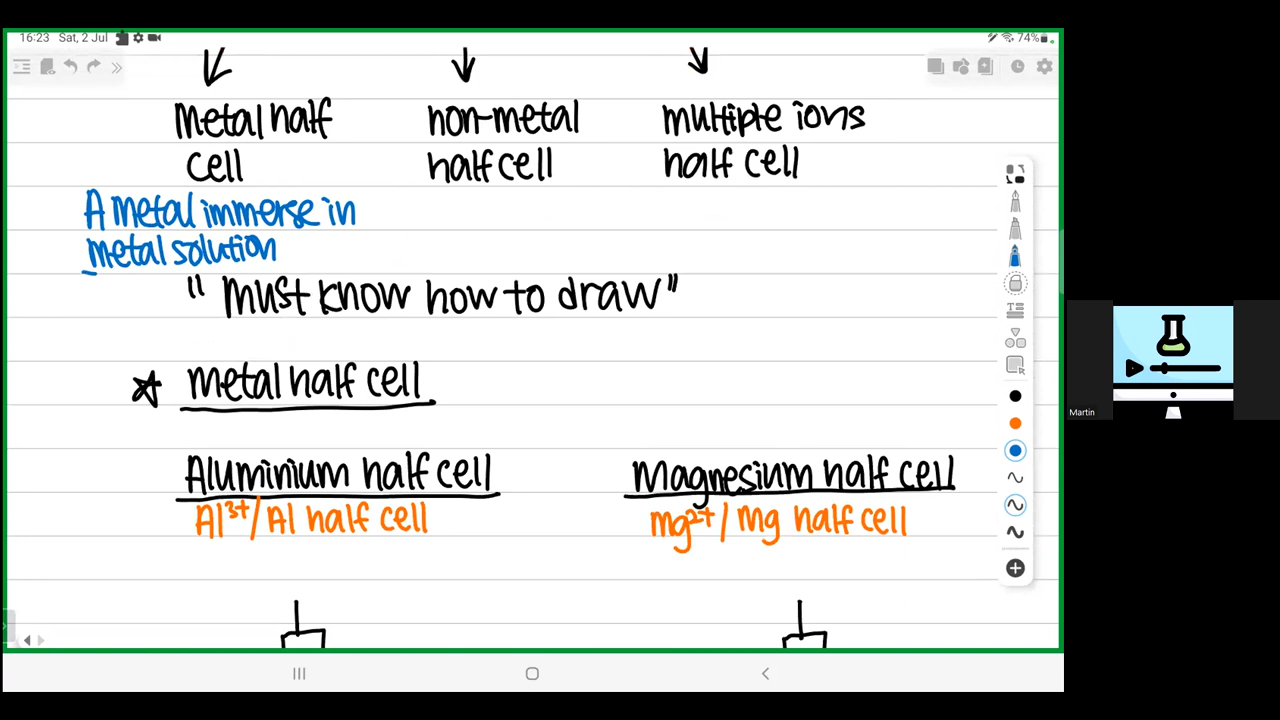 16:23 Sat, 2 Jul
74%
Metal half
cell
non-metal
half cell
multiple ions
half cell
A metal immerse in
metal solution
" must know how to draw "
metal half cell
Aluminium half cell
Al³⁺/Al half cell
Magnesium half cell
mg²⁺/Mg half cell
Martin